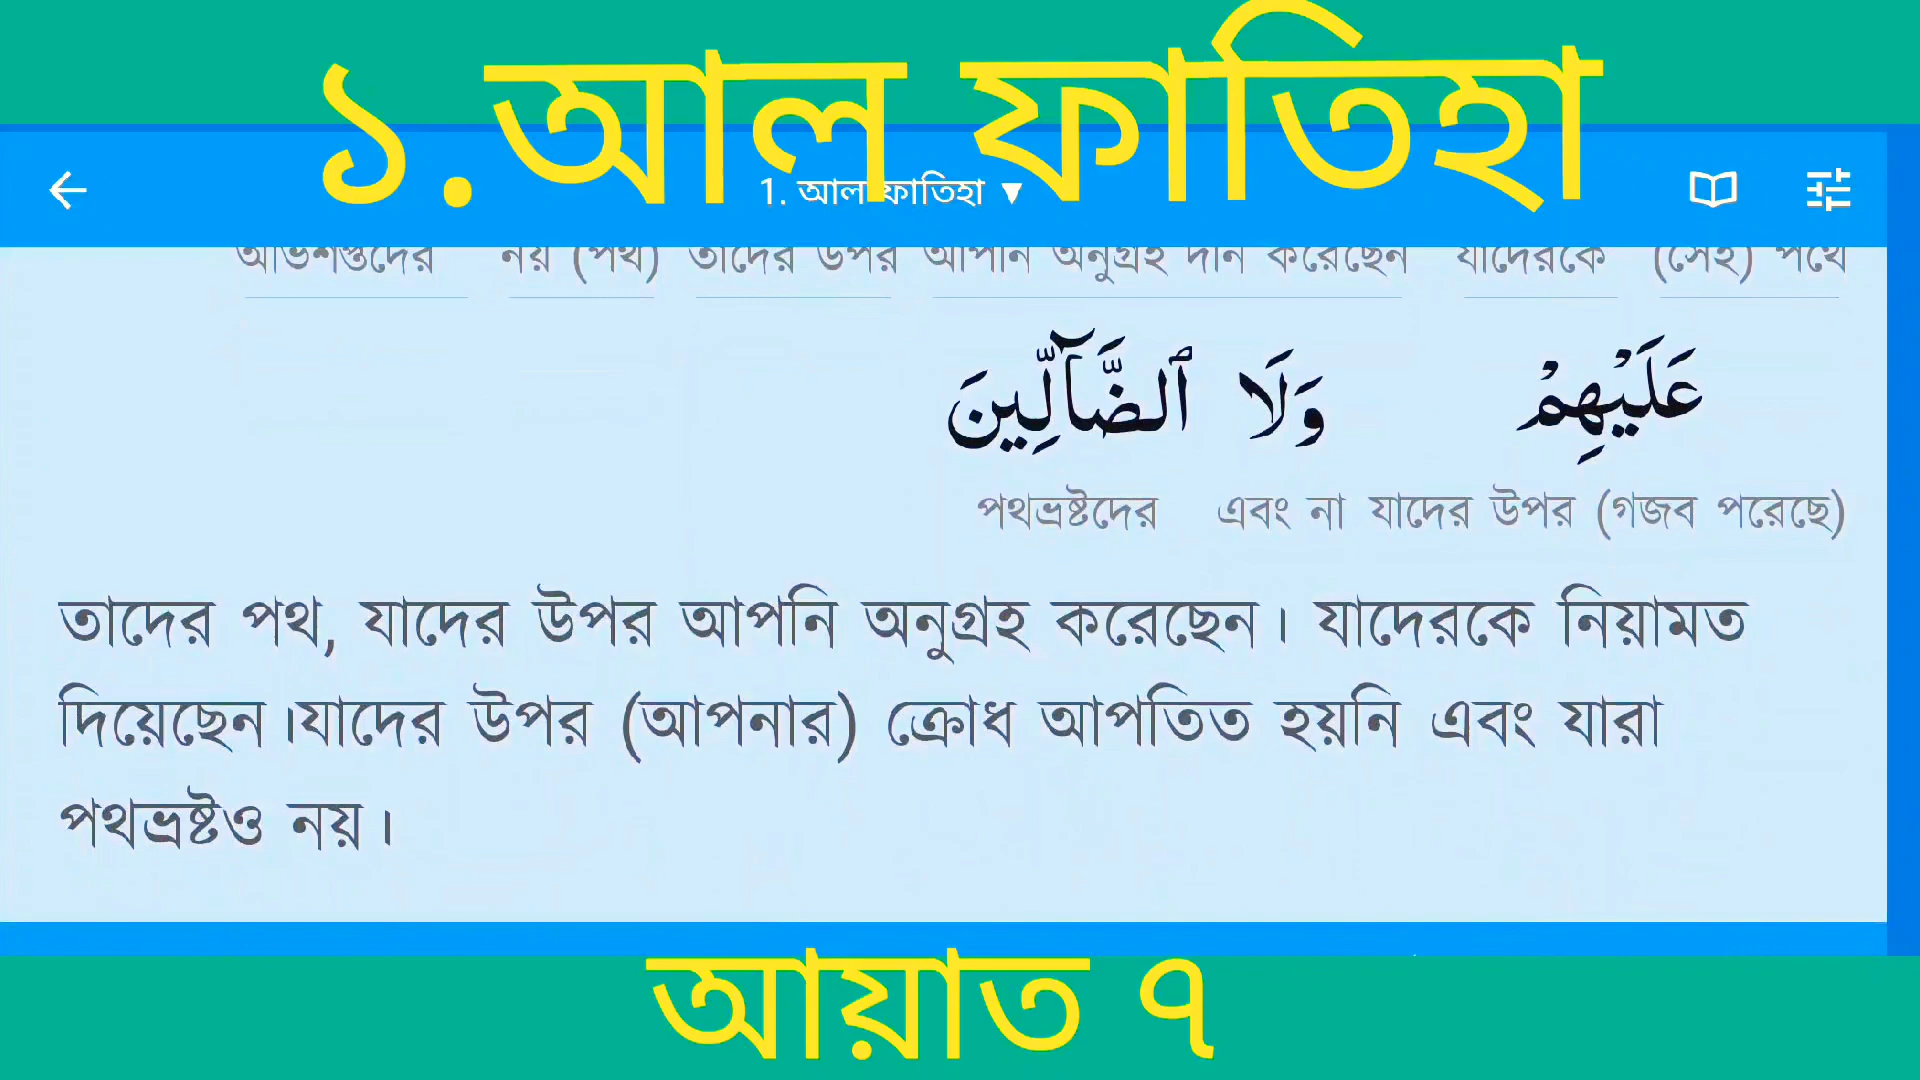 ১.আল ফাতিহা
1. আল ফাতিহা ▼
অভিশপ্তদের নয় (পথ) তাদের উপর আপনি অনুগ্রহ দান করেছেন যাদেরকে (সেই) পথে
عَلَيْهِمْ وَلَا ٱلضَّآلِّينَ
পথভ্রষ্টদের এবং না যাদের উপর (গজব পরেছে)
তাদের পথ, যাদের উপর আপনি অনুগ্রহ করেছেন। যাদেরকে নিয়ামত
দিয়েছেন।যাদের উপর (আপনার) ক্রোধ আপতিত হয়নি এবং যারা
পথভ্রষ্টও নয়।
আয়াত ৭